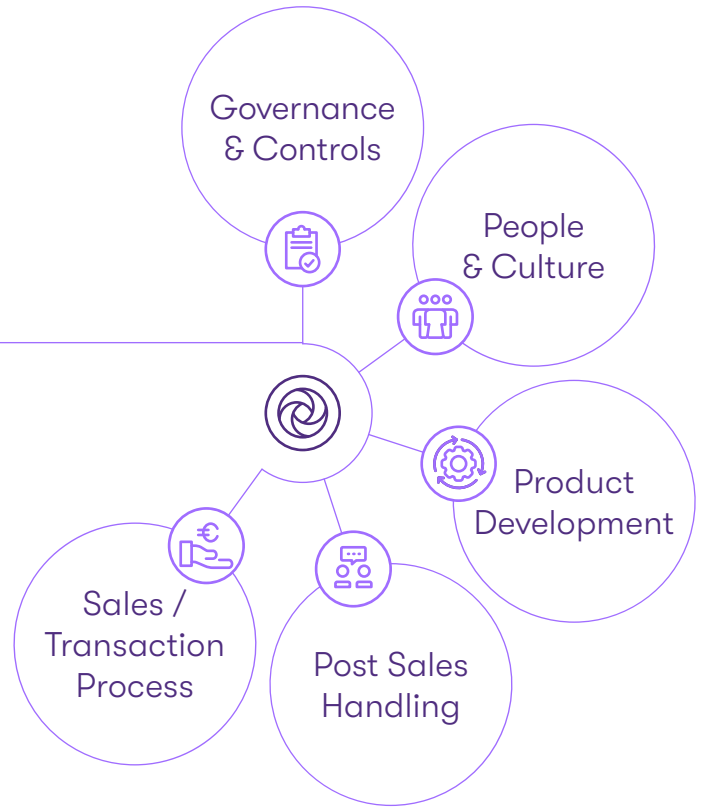 Governance
& Controls
People
& Culture
Product
Development
Post Sales
Handling
Sales /
Transaction
Process